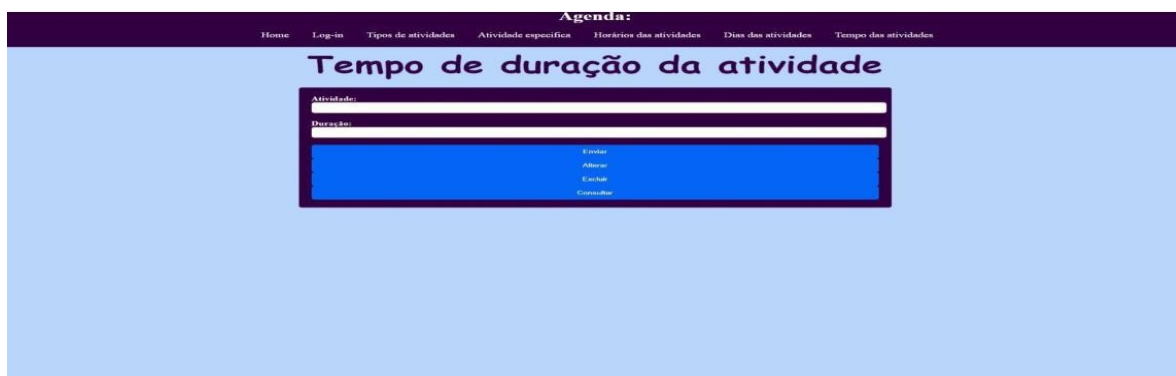 Agenda:
Home Log-in Tipos de atividades Atividade especifica Horários das atividades Dias das atividades Tempo das atividades
Tempo de duração da atividade
Atividade:
Duração:
Enviar
Alterar
Excluir
Consultar